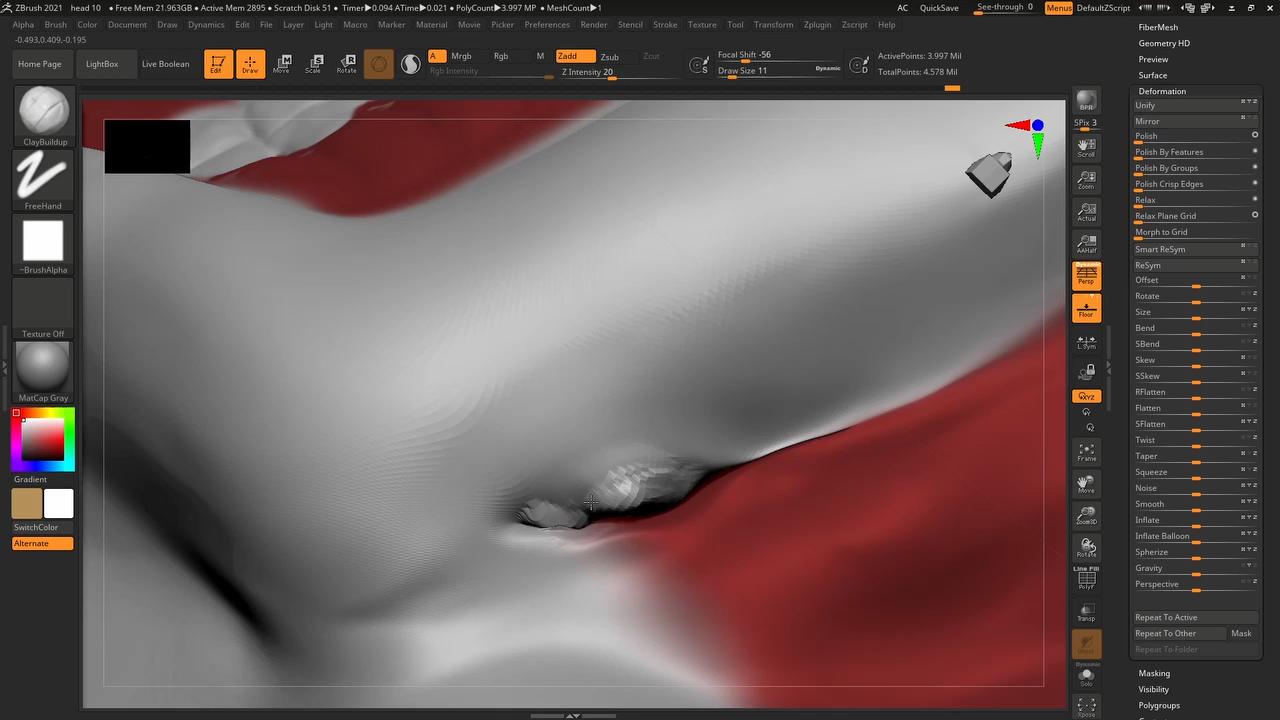 ZBrush 2021 head 10 • Free Mem 21.963GB • Active Mem 2895 • Scratch Disk 51 • Timer▶0.094 ATime▶0.021 • PolyCount▶3.997 MP • MeshCount▶1 AC QuickSave See-through 0 Menus DefaultZScript
Alpha Brush Color Document Draw Dynamics Edit File Layer Light Macro Marker Material Movie Picker Preferences Render Stencil Stroke Texture Tool Transform Zplugin Zscript Help
-0.493,0.409,-0.195
Home Page LightBox Live Boolean Edit Draw Move Scale Rotate
A Mrgb Rgb M Zadd Zsub Zcut
Rgb Intensity Z Intensity 20
S Focal Shift -56
Draw Size 11 Dynamic D
ActivePoints: 3.997 Mil
TotalPoints: 4.578 Mil
ClayBuildup
FreeHand
~BrushAlpha
Texture Off
MatCap Gray
Gradient
SwitchColor
Alternate
BPR
SPix 3
Scroll
Zoom
Actual
AAHalf
Dynamic
Persp
Floor
L.Sym
XYZ
Frame
Move
Zoom3D
Rotate
Line Fill
PolyF
Transp
Dynamic
Solo
Xpose
FiberMesh
Geometry HD
Preview
Surface
Deformation
Unify
Mirror
Polish
Polish By Features
Polish By Groups
Polish Crisp Edges
Relax
Relax Plane Grid
Morph to Grid
Smart ReSym
ReSym
Offset
Rotate
Size
Bend
SBend
Skew
SSkew
RFlatten
Flatten
SFlatten
Twist
Taper
Squeeze
Noise
Smooth
Inflate
Inflate Balloon
Spherize
Gravity
Perspective
Repeat To Active
Repeat To Other Mask
Repeat To Folder
Masking
Visibility
Polygroups